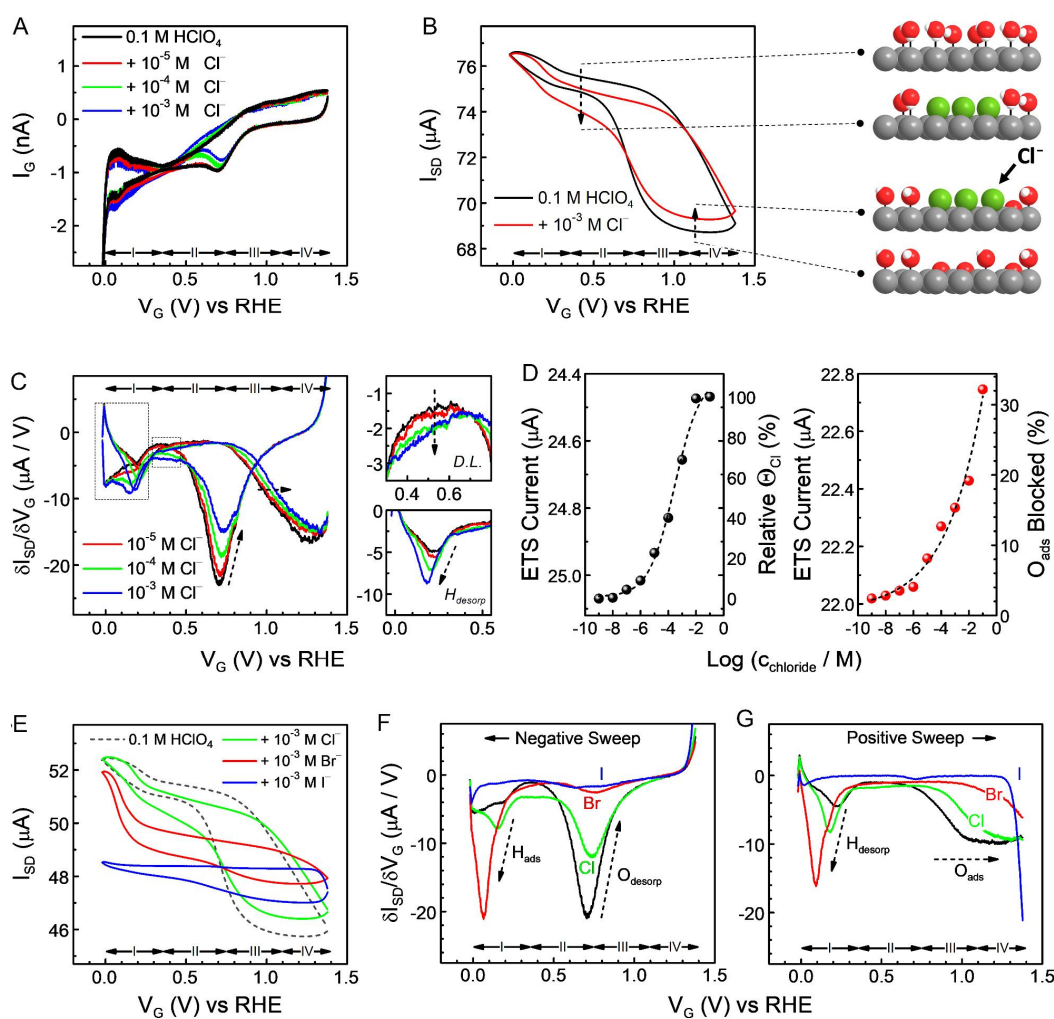 A
0.1 M HClO₄
+ 10⁻⁵ M Cl⁻
+ 10⁻⁴ M Cl⁻
+ 10⁻³ M Cl⁻
I_G (nA)
1
0
-1
-2
I II III IV
0.0 0.5 1.0 1.5
V_G (V) vs RHE
B
I_SD (μA)
76
74
72
70
68
0.1 M HClO₄
+ 10⁻³ M Cl⁻
I II III IV
0.0 0.5 1.0 1.5
V_G (V) vs RHE
Cl⁻
C
I II III IV
δI_SD/δV_G (μA / V)
0
-5
-10
-15
-20
10⁻⁵ M Cl⁻
10⁻⁴ M Cl⁻
10⁻³ M Cl⁻
0.0 0.5 1.0 1.5
-1
-2
-3
D.L.
0.4 0.6
0
-5
-10
H_desorp
0.0 0.5
V_G (V) vs RHE
D
ETS Current (μA)
24.4
24.6
24.8
25.0
100
80
60
40
20
0
Relative Θ_Cl (%)
-10 -8 -6 -4 -2 0
ETS Current (μA)
22.8
22.6
22.4
22.2
22.0
30
20
10
0
O_ads Blocked (%)
-10 -8 -6 -4 -2 0
Log (c_chloride / M)
E
0.1 M HClO₄
+ 10⁻³ M Cl⁻
+ 10⁻³ M Br⁻
+ 10⁻³ M I⁻
I_SD (μA)
52
50
48
46
I II III IV
0.0 0.5 1.0 1.5
V_G (V) vs RHE
F
Negative Sweep
δI_SD/δV_G (μA / V)
0
-5
-10
-15
-20
I
Br
Cl
H_ads
O_desorp
I II III IV
0.0 0.5 1.0 1.5
G
Positive Sweep
0
-10
-20
I
Br
Cl
H_desorp
O_ads
I II III IV
0.0 0.5 1.0 1.5
V_G (V) vs RHE